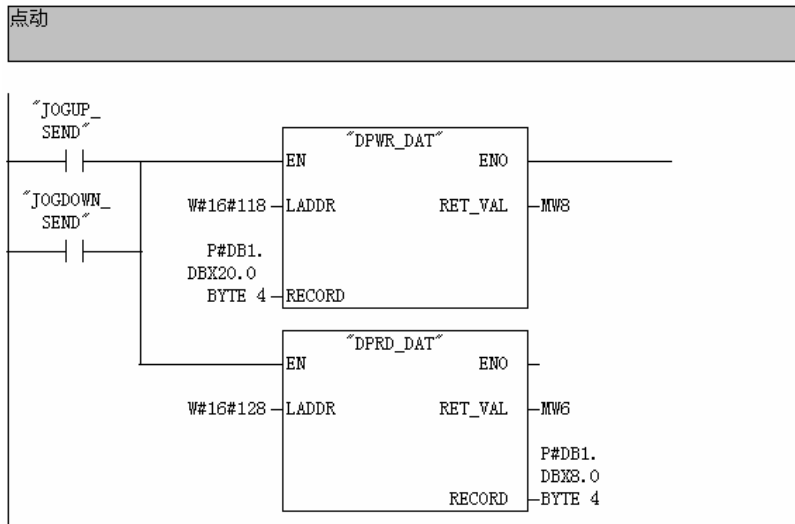 点动
"JOGUP_
SEND"
"DPWR_DAT"
EN
ENO
"JOGDOWN_
SEND"
W#16#118
LADDR
RET_VAL
MW8
P#DB1.
DBX20.0
BYTE 4
RECORD
"DPRD_DAT"
EN
ENO
W#16#128
LADDR
RET_VAL
MW6
P#DB1.
DBX8.0
RECORD
BYTE 4